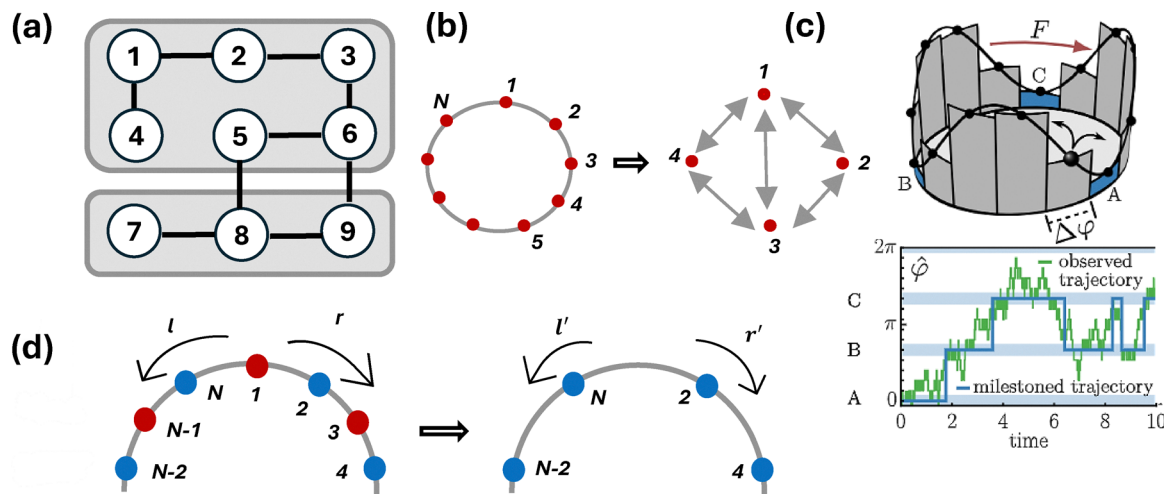 (a)
1 2 3
4 5 6
7 8 9
(b)
1
N
2
3
4
5
1
4
2
3
(c)
F
C
B
A
Δφ
2π
φ̂
observed
trajectory
C
π
B
milestoned trajectory
A
0
0 2 4 6 8 10
time
(d)
l
r
N
1
2
N-1
3
N-2
4
l'
r'
N
2
N-2
4